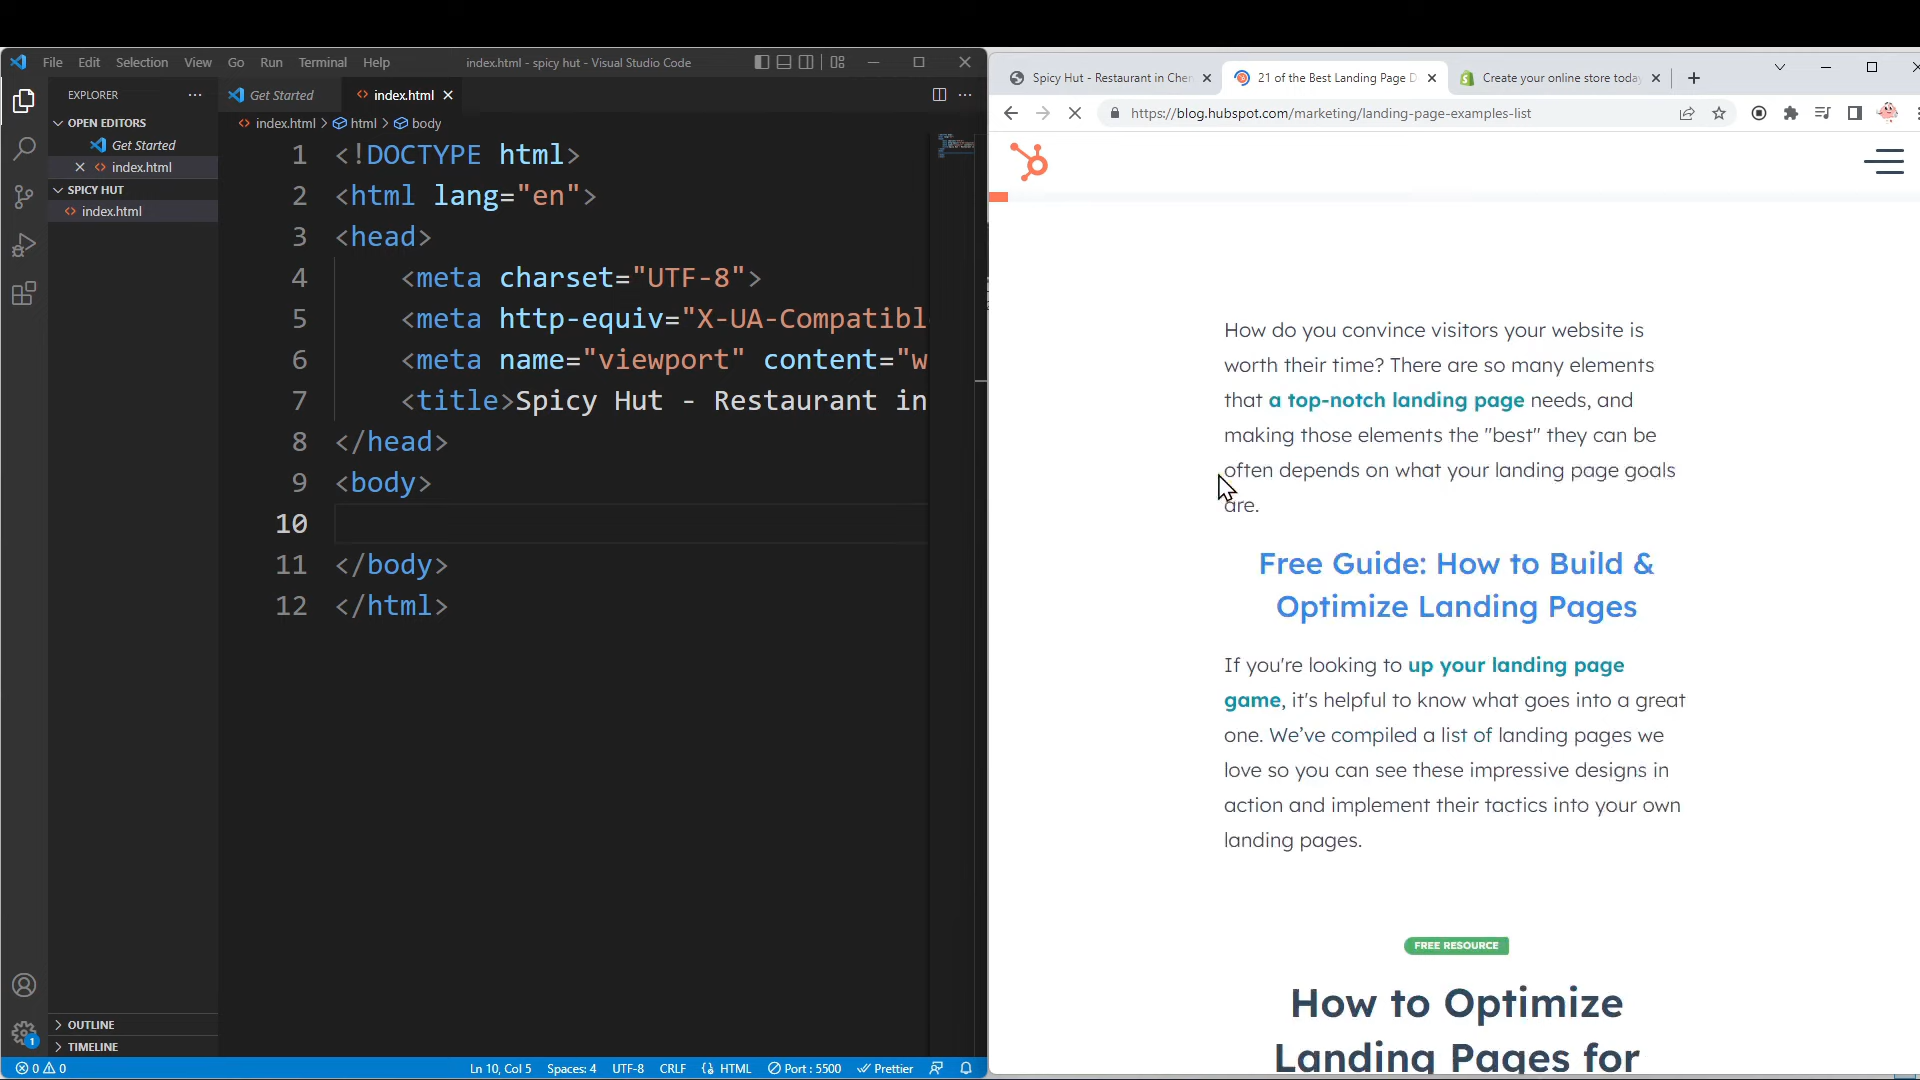 File Edit Selection View Go Run Terminal Help
index.html - spicy hut - Visual Studio Code
EXPLORER
OPEN EDITORS
Get Started
index.html
SPICY HUT
index.html
OUTLINE
TIMELINE
Get Started
index.html
index.html > html > body
1 <!DOCTYPE html>
2 <html lang="en">
3 <head>
4 <meta charset="UTF-8">
5 <meta http-equiv="X-UA-Compatibl
6 <meta name="viewport" content="w
7 <title>Spicy Hut - Restaurant in
8 </head>
9 <body>
10
11 </body>
12 </html>
1
0 0 Ln 10, Col 5 Spaces: 4 UTF-8 CRLF HTML Port : 5500 Prettier
Spicy Hut - Restaurant in Chen
21 of the Best Landing Page D
Create your online store today
https://blog.hubspot.com/marketing/landing-page-examples-list
How do you convince visitors your website is
worth their time? There are so many elements
that a top-notch landing page needs, and
making those elements the "best" they can be
often depends on what your landing page goals
are.
Free Guide: How to Build &
Optimize Landing Pages
If you're looking to up your landing page
game, it's helpful to know what goes into a great
one. We’ve compiled a list of landing pages we
love so you can see these impressive designs in
action and implement their tactics into your own
landing pages.
FREE RESOURCE
How to Optimize
Landing Pages for